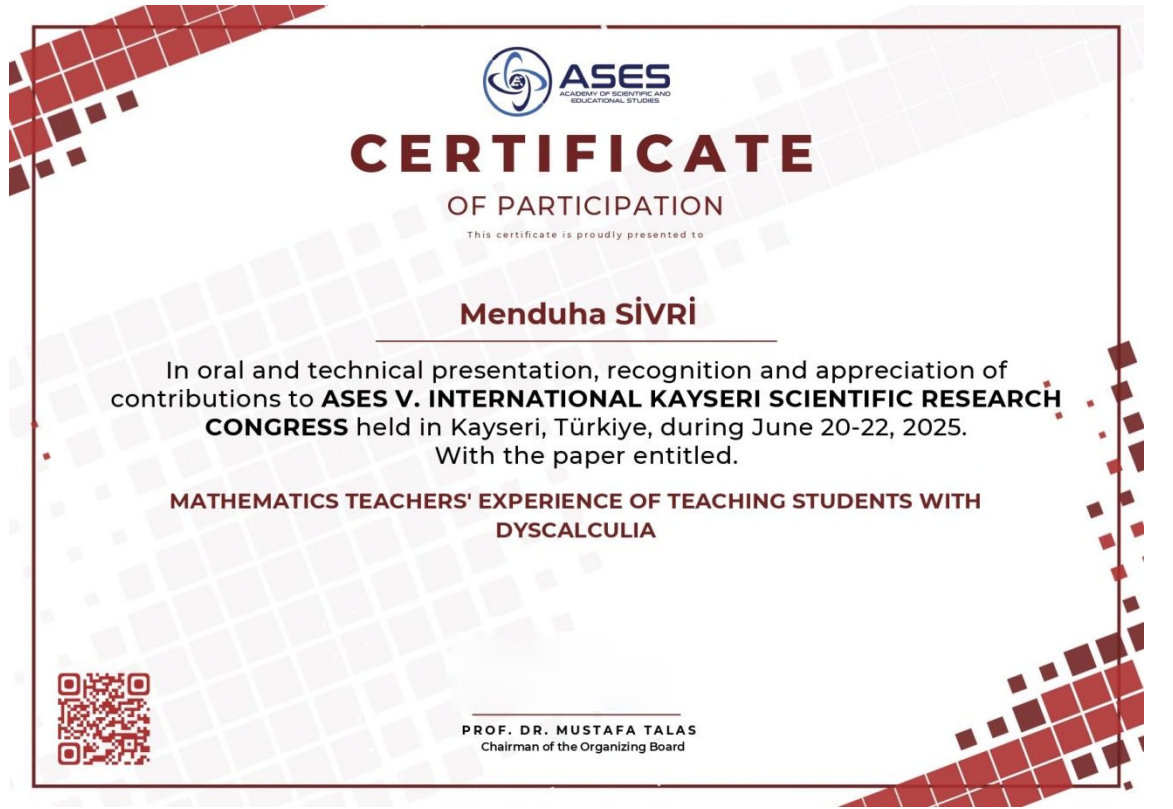 ASES
ACADEMY OF SCIENTIFIC AND
EDUCATIONAL STUDIES
CERTIFICATE
OF PARTICIPATION
This certificate is proudly presented to
Menduha SİVRİ
In oral and technical presentation, recognition and appreciation of
contributions to ASES V. INTERNATIONAL KAYSERI SCIENTIFIC RESEARCH
CONGRESS held in Kayseri, Türkiye, during June 20-22, 2025.
With the paper entitled.
MATHEMATICS TEACHERS' EXPERIENCE OF TEACHING STUDENTS WITH
DYSCALCULIA
PROF. DR. MUSTAFA TALAS
Chairman of the Organizing Board